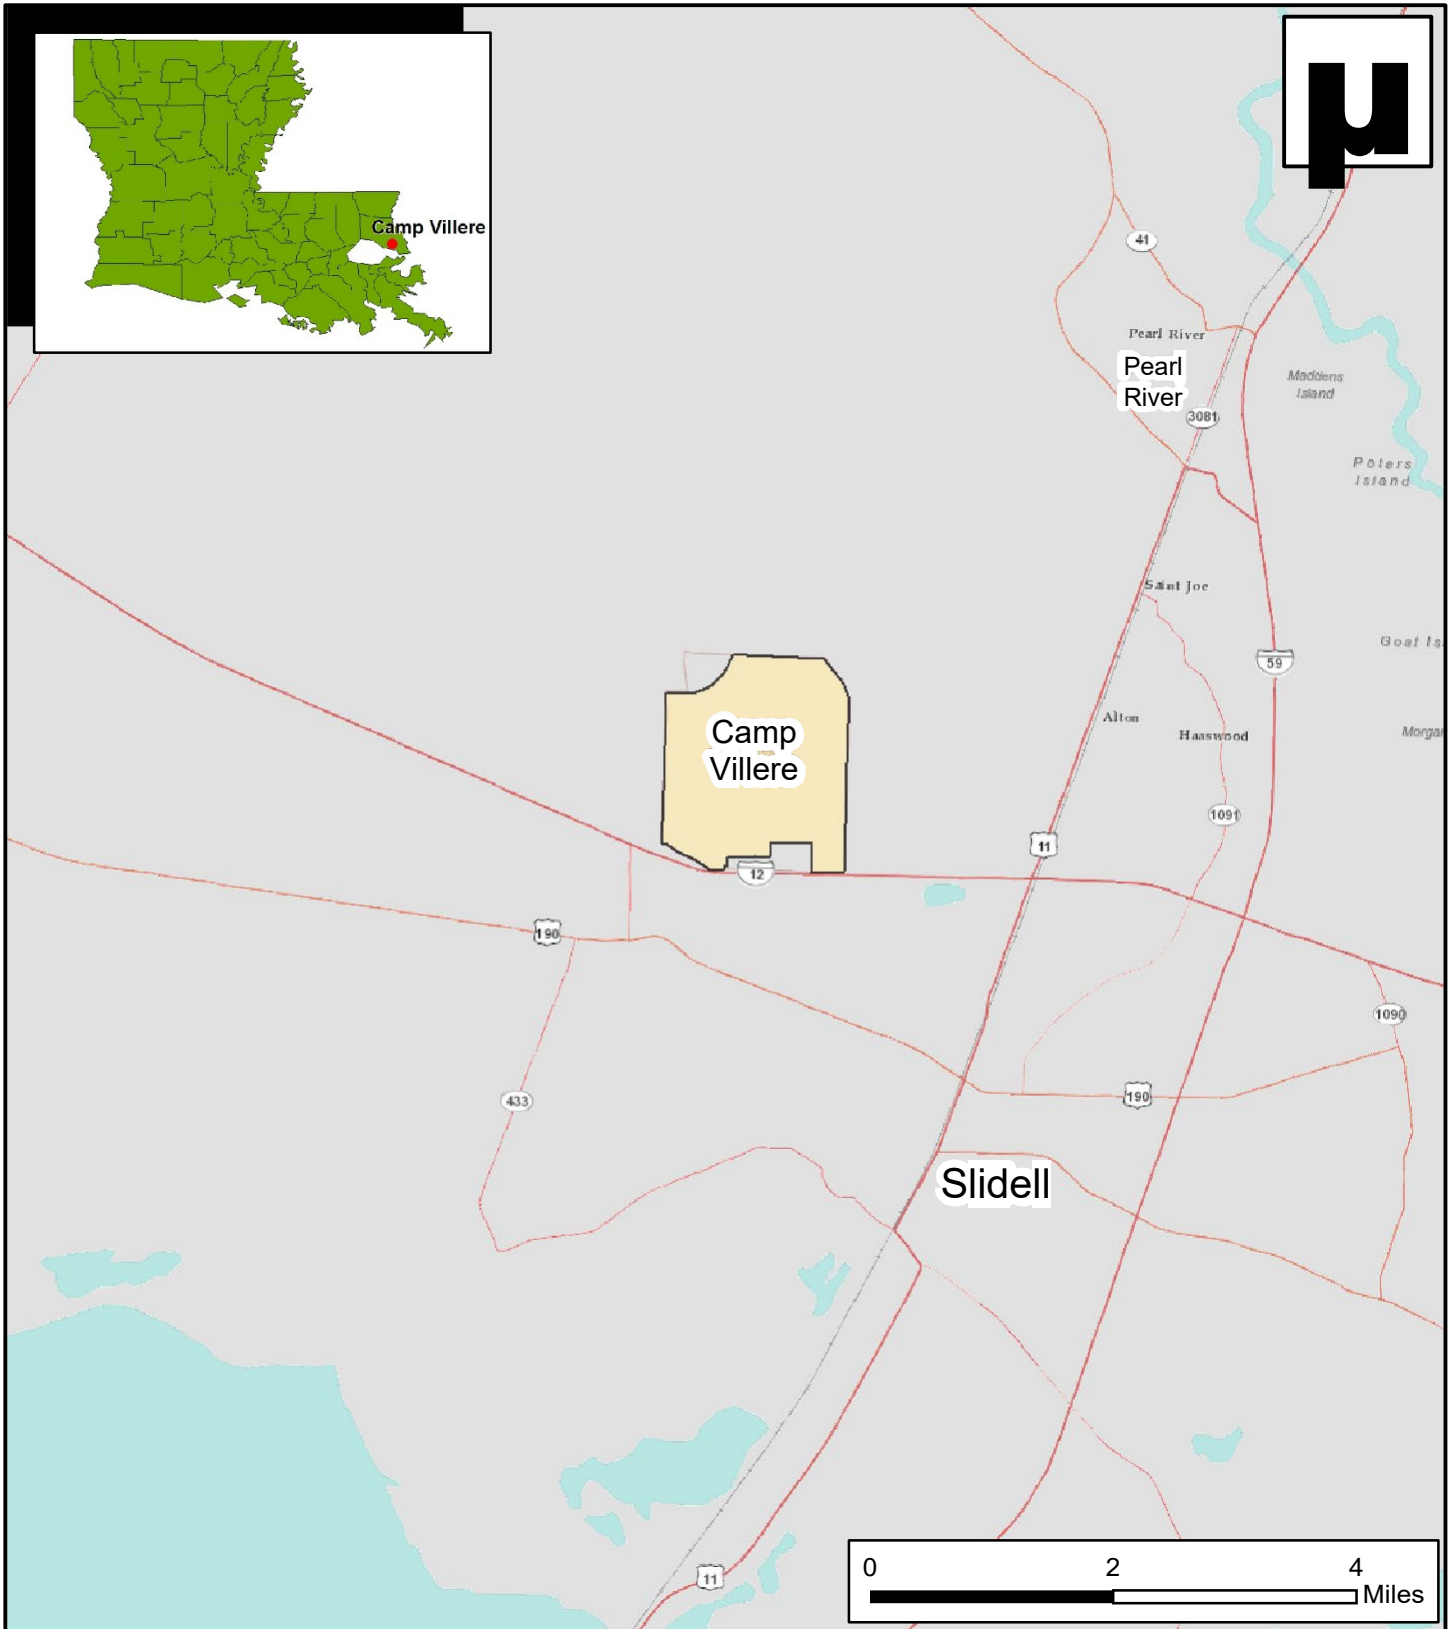 Camp Villere
µ
41
Pearl River
Pearl
River
Maddens
Island
3081
Poters
Island
Saint Joe
Goat Is
59
Camp
Villere
Alton
Haaswood
Morgan
1091
11
12
190
1090
433
190
Slidell
11
0 2 4
Miles